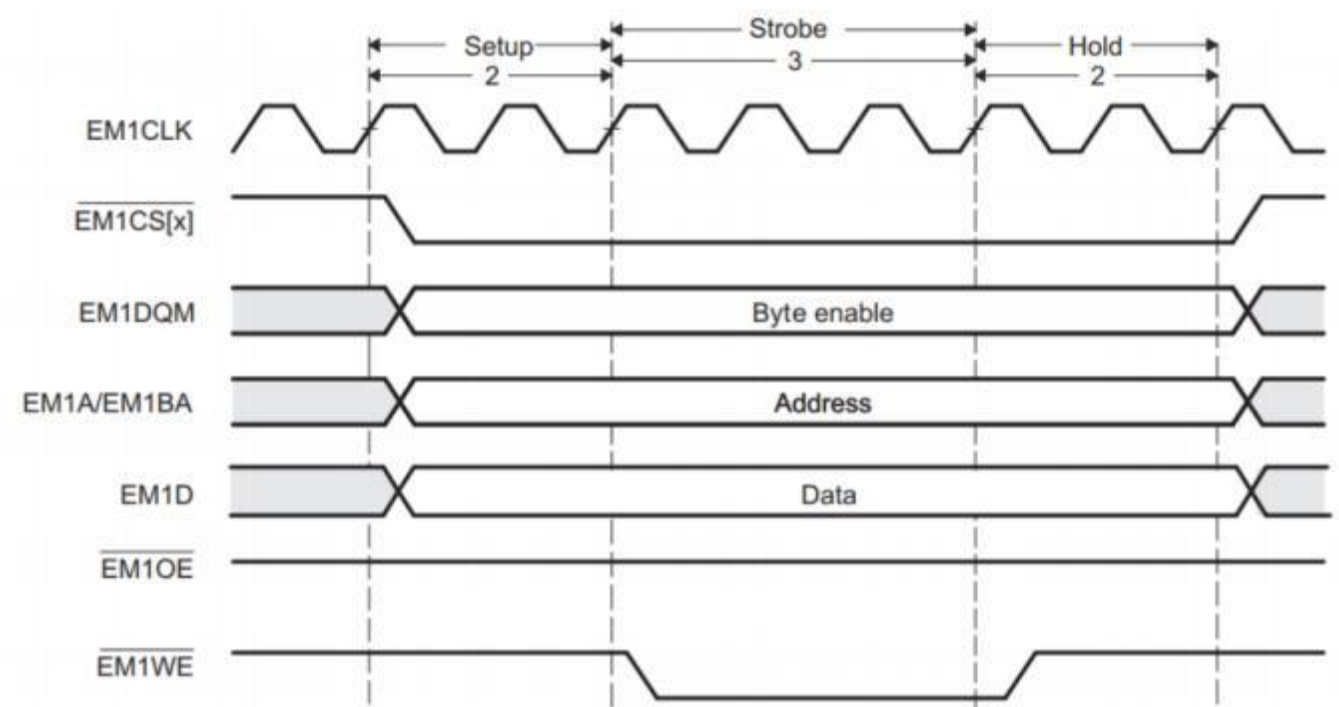 Setup
2
Strobe
3
Hold
2
EM1CLK
EM1CS[x]
EM1DQM
Byte enable
EM1A/EM1BA
Address
EM1D
Data
EM1OE
EM1WE